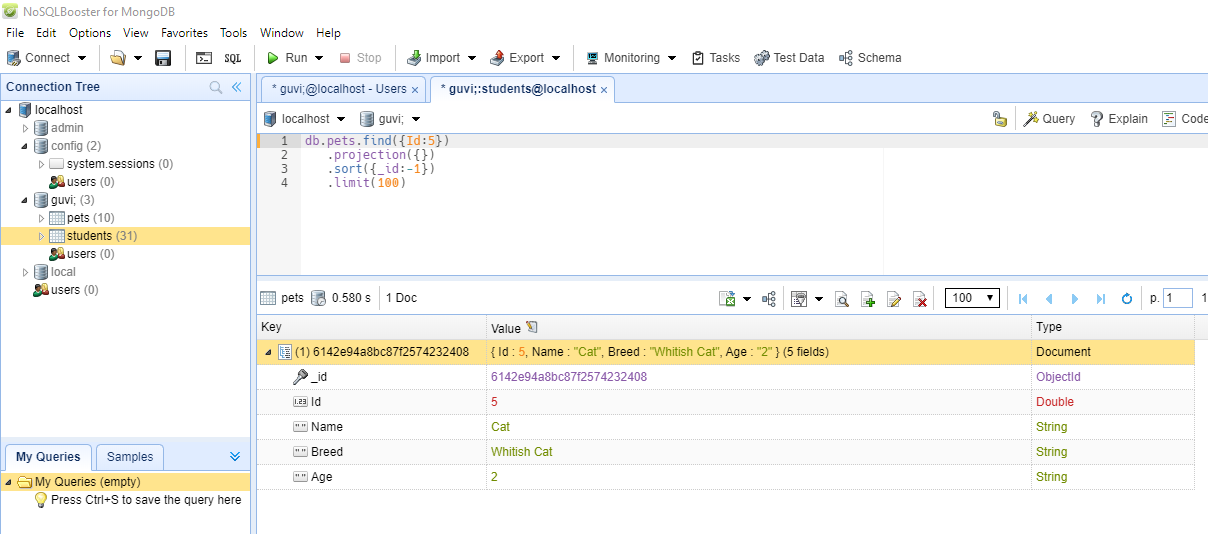 NoSQLBooster for MongoDB
File Edit Options View Favorites Tools Window Help
Connect SQL Run Stop Import Export Monitoring Tasks Test Data Schema
Connection Tree
localhost
admin
config (2)
system.sessions (0)
users (0)
guvi; (3)
pets (10)
students (31)
users (0)
local
users (0)
My Queries Samples
My Queries (empty)
Press Ctrl+S to save the query here
* guvi;@localhost - Users × * guvi;:students@localhost ×
localhost guvi; Query Explain Code
1 db.pets.find({Id:5})
2 .projection({})
3 .sort({_id:-1})
4 .limit(100)
pets 0.580 s 1 Doc 100 p. 1 1
Key Value Type
(1) 6142e94a8bc87f2574232408 { Id : 5, Name : "Cat", Breed : "Whitish Cat", Age : "2" } (5 fields) Document
_id 6142e94a8bc87f2574232408 ObjectId
1.23 Id 5 Double
" " Name Cat String
" " Breed Whitish Cat String
" " Age 2 String